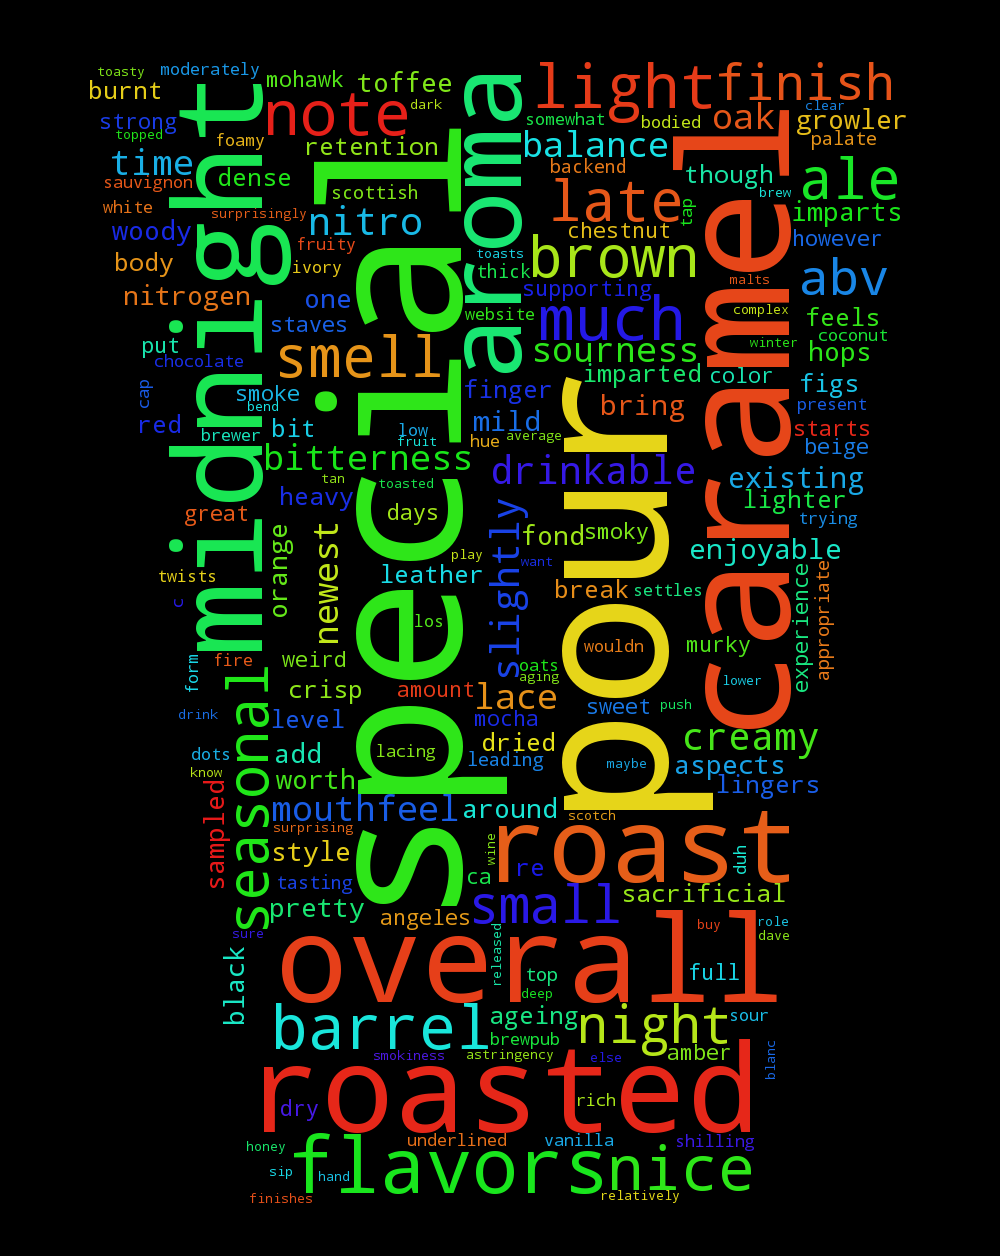 toasty
moderately
mohawk
toffee
light
finish
burnt
note
dark
clear
strong
topped
foamy
retention
somewhat
bodied
oak
growler
palate
time
balance
backend
though
ale
sauvignon
dense
scottish
late
tap
brew
imparts
white
surprisingly
nitro
chestnut
however
woody
fruity
toasts
brown
body
ivory
thick
malts
abv
nitrogen
one
supporting
website
much
complex
feels
staves
put
smell
sourness
winter
coconut
hops
chocolate
imparted
color
figs
cap
smoke
bend
finger
bring
present
red
brewer
bit
low
fruit
mild
hue
average
starts
beige
midnight
special
aroma
pour
caramel
bitterness
tan
toasted
drinkable
existing
heavy
lighter
great
days
slightly
trying
orange
newest
fond
smoky
enjoyable
play
want
twists
leather
break
settles
experience
appropriate
c
los
wouldn
murky
fire
weird
oats
aging
form
crisp
amount
lace
lower
seasonal
drink
level
mocha
sweet
push
creamy
dots
add
lacing
dried
leading
maybe
aspects
know
worth
lingers
sampled
mouthfeel
around
scotch
surprising
roast
style
wine
duh
tasting
ca
re
pretty
angeles
small
sacrificial
sure
buy
role
dave
black
overall
released
top
deep
full
barrel
ageing
night
sour
brewpub
smokiness
astringency
else
amber
blanc
roasted
dry
rich
honey
underlined
vanilla
shilling
sip
hand
flavors
nice
finishes
relatively